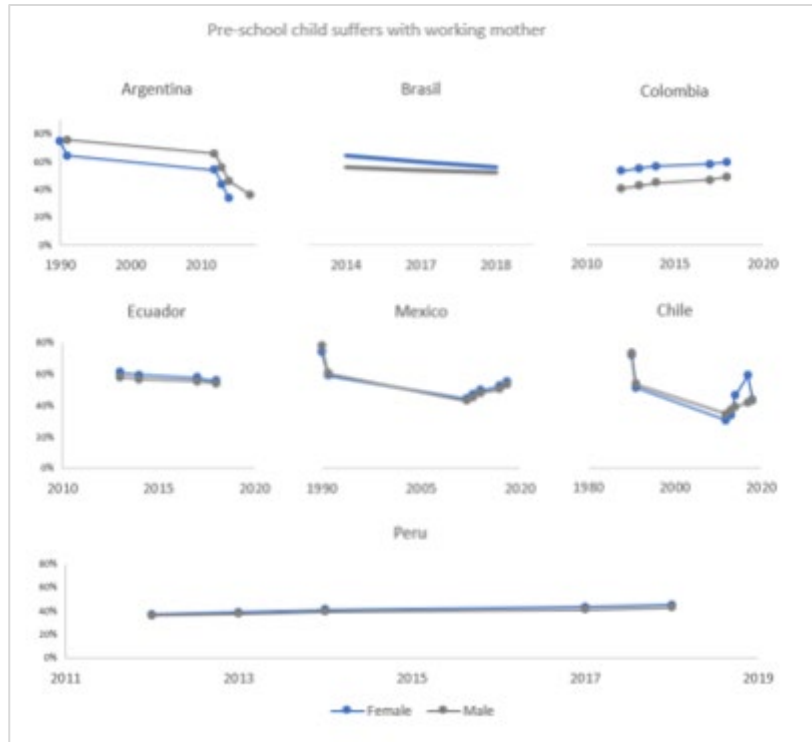 Pre-school child suffers with working mother
Argentina
Brasil
Colombia
80%
60%
40%
20%
0%
1990 2000 2010
2014 2017 2018
2010 2015 2020
Ecuador
Mexico
Chile
80%
60%
40%
20%
0%
2010 2015 2020
1990 2005 2020
1980 2000 2020
Peru
80%
60%
40%
20%
0%
2011 2013 2015 2017 2019
Female Male